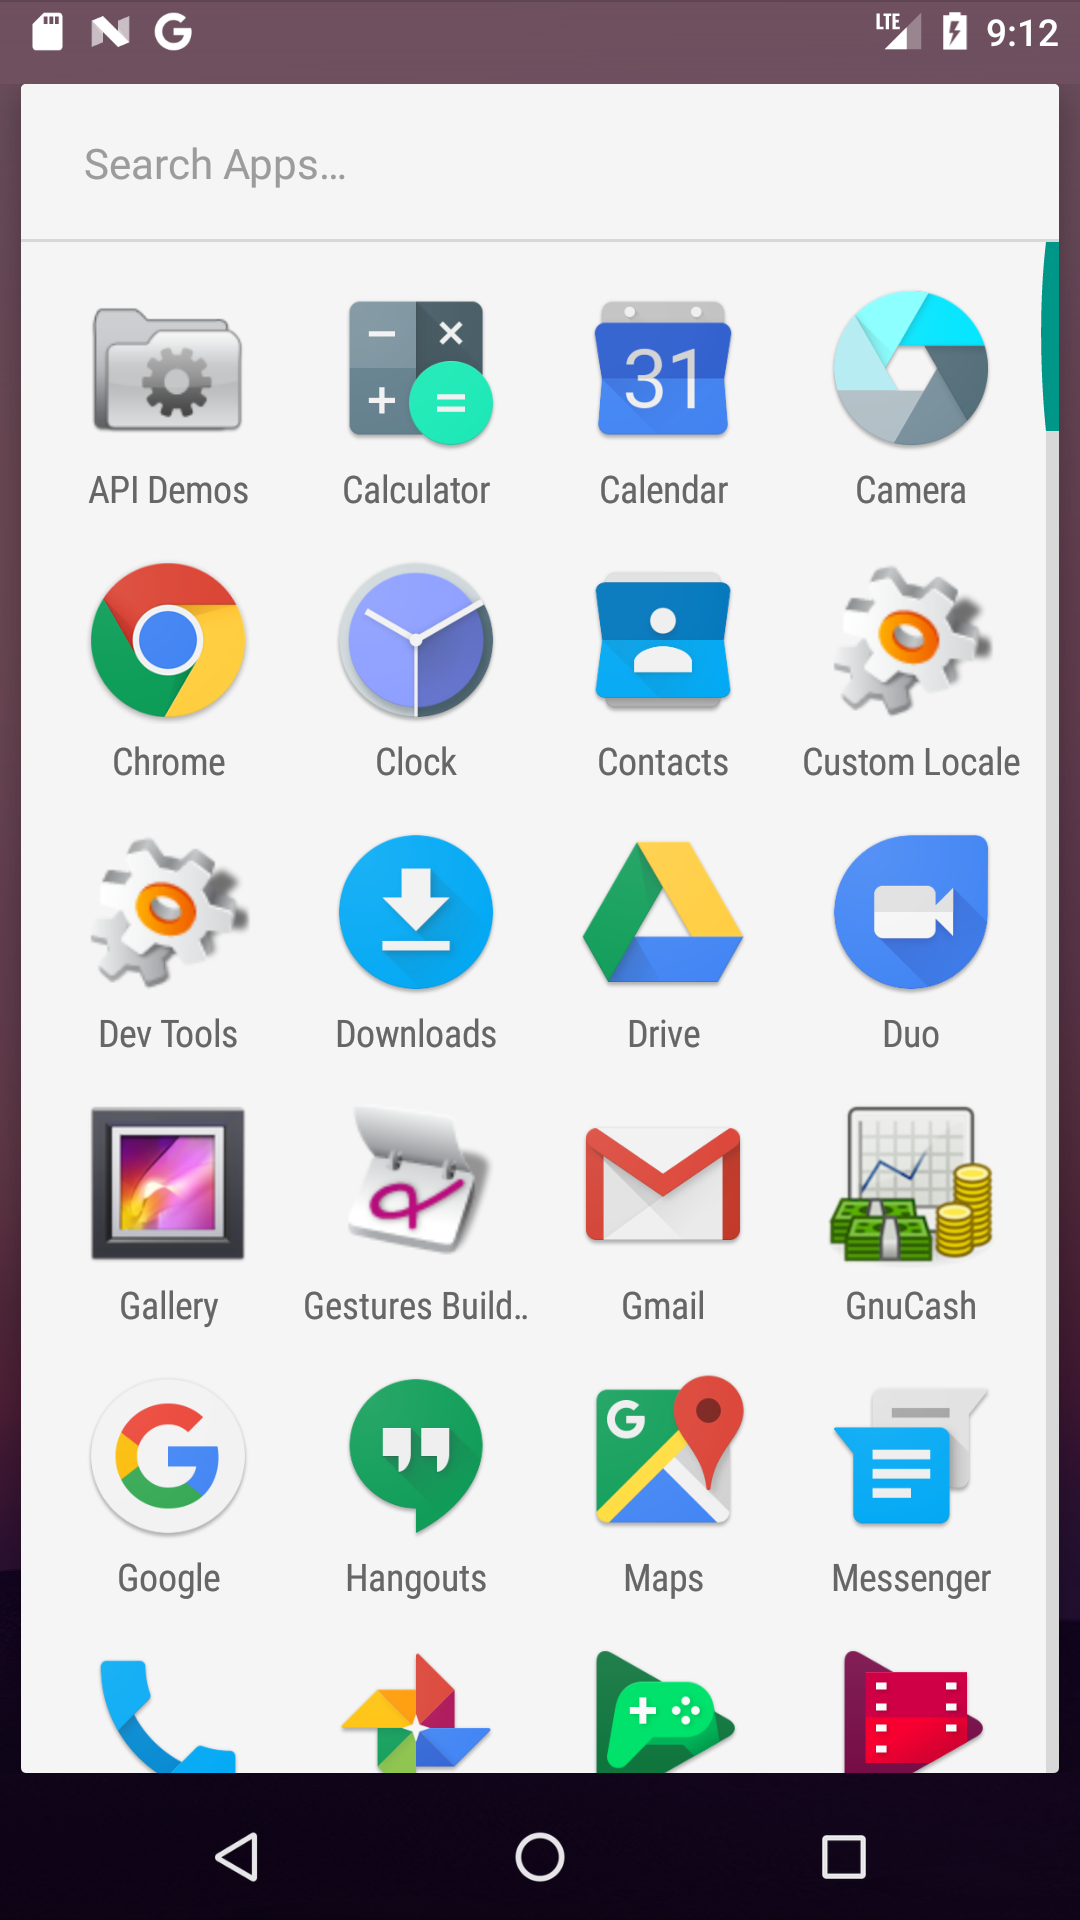 LTE 9:12
Search Apps…
31
API Demos Calculator Calendar Camera
Chrome Clock Contacts Custom Locale
Dev Tools Downloads Drive Duo
Gallery Gestures Build.. Gmail GnuCash
Google Hangouts Maps Messenger